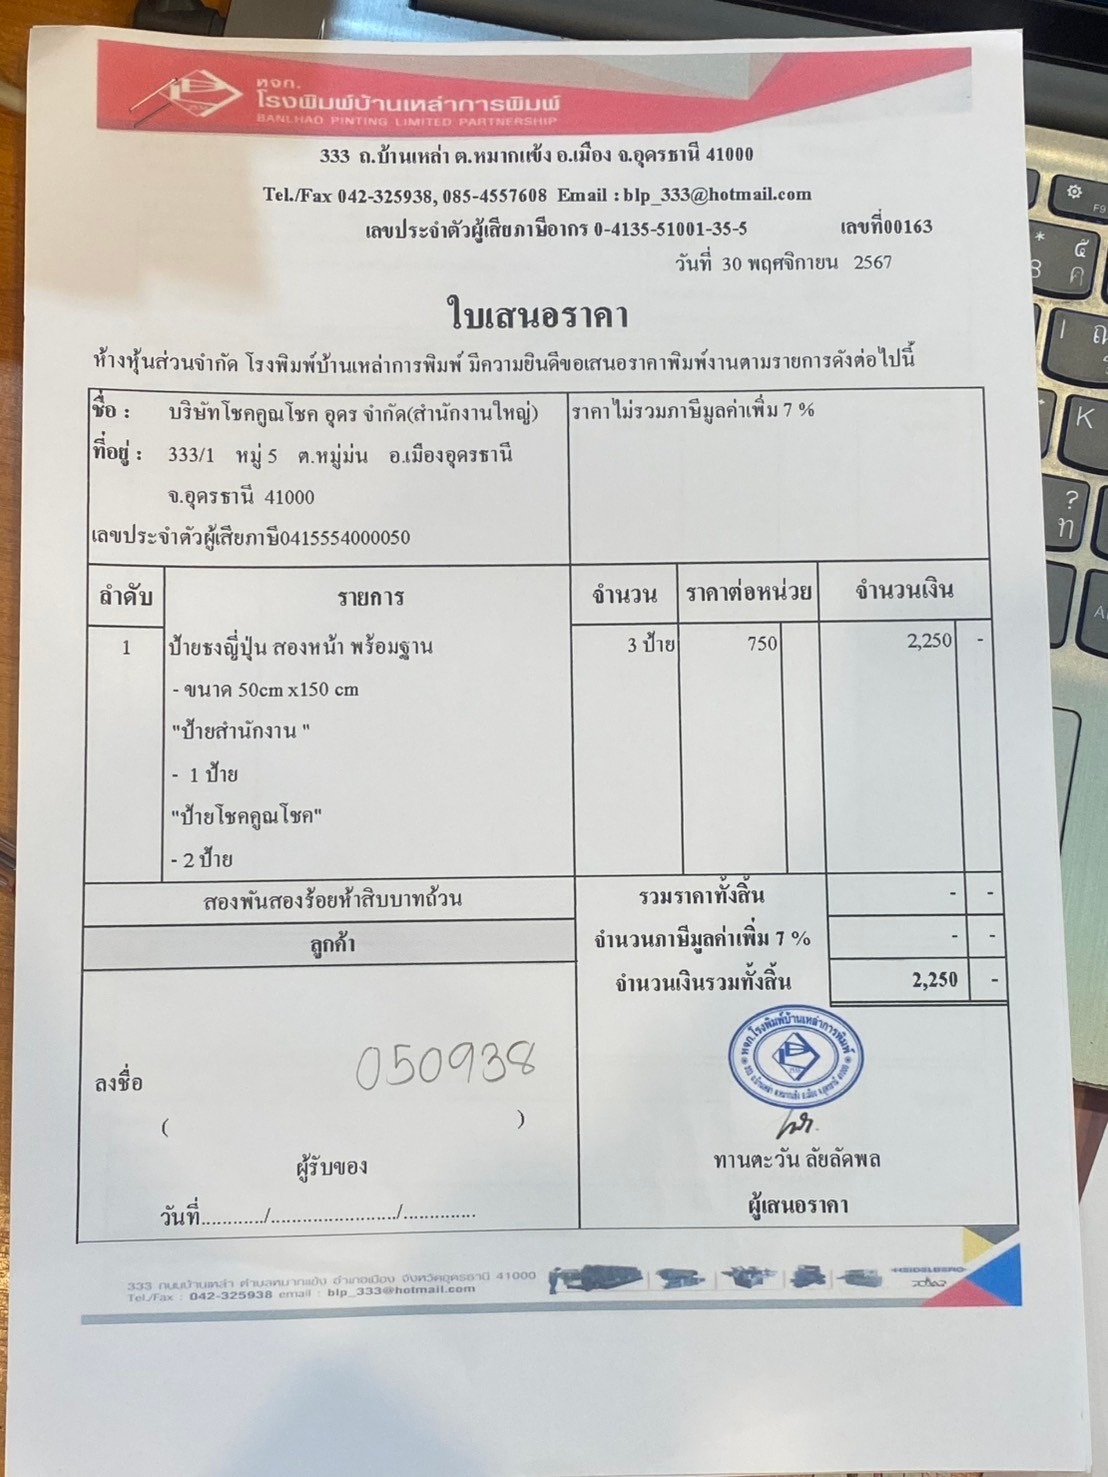 หจก.
โรงพิมพ์บ้านเหล่าการพิมพ์
BANLHAO PINTING LIMITED PARTNERSHIP
333 ถ.บ้านเหล่า ต.หมากแข้ง อ.เมือง จ.อุดรธานี 41000
Tel./Fax 042-325938, 085-4557608 Email : blp_333@hotmail.com
เลขประจำตัวผู้เสียภาษีอากร 0-4135-51001-35-5 เลขที่00163
วันที่ 30 พฤศจิกายน 2567
ใบเสนอราคา
ห้างหุ้นส่วนจำกัด โรงพิมพ์บ้านเหล่าการพิมพ์ มีความยินดีขอเสนอราคาพิมพ์งานตามรายการดังต่อไปนี้
ชื่อ : บริษัทโชคคูณโชค อุดร จำกัด(สำนักงานใหญ่) ราคาไม่รวมภาษีมูลค่าเพิ่ม 7 %
ที่อยู่ : 333/1 หมู่ 5 ต.หมู่ม่น อ.เมืองอุดรธานี
จ.อุดรธานี 41000
เลขประจำตัวผู้เสียภาษี0415554000050
ลำดับ รายการ จำนวน ราคาต่อหน่วย จำนวนเงิน
1 ป้ายธงญี่ปุ่น สองหน้า พร้อมฐาน 3 ป้าย 750 2,250 -
- ขนาด 50cm x150 cm
"ป้ายสำนักงาน "
- 1 ป้าย
"ป้ายโชคคูณโชค"
- 2 ป้าย
สองพันสองร้อยห้าสิบบาทถ้วน รวมราคาทั้งสิ้น - -
ลูกค้า จำนวนภาษีมูลค่าเพิ่ม 7 % - -
จำนวนเงินรวมทั้งสิ้น 2,250 -
หจก.โรงพิมพ์บ้านเหล่าการพิมพ์
ลงชื่อ 050938
( )
ทานตะวัน ลัยลัดพล
ผู้รับของ
ผู้เสนอราคา
วันที่............/........................./..............
333 ถนนบ้านเหล่า ตำบลหมากแข้ง อำเภอเมือง จังหวัดอุดรธานี 41000
Tel./Fax : 042-325938 email : blp_333@hotmail.com
HEIDELBERG